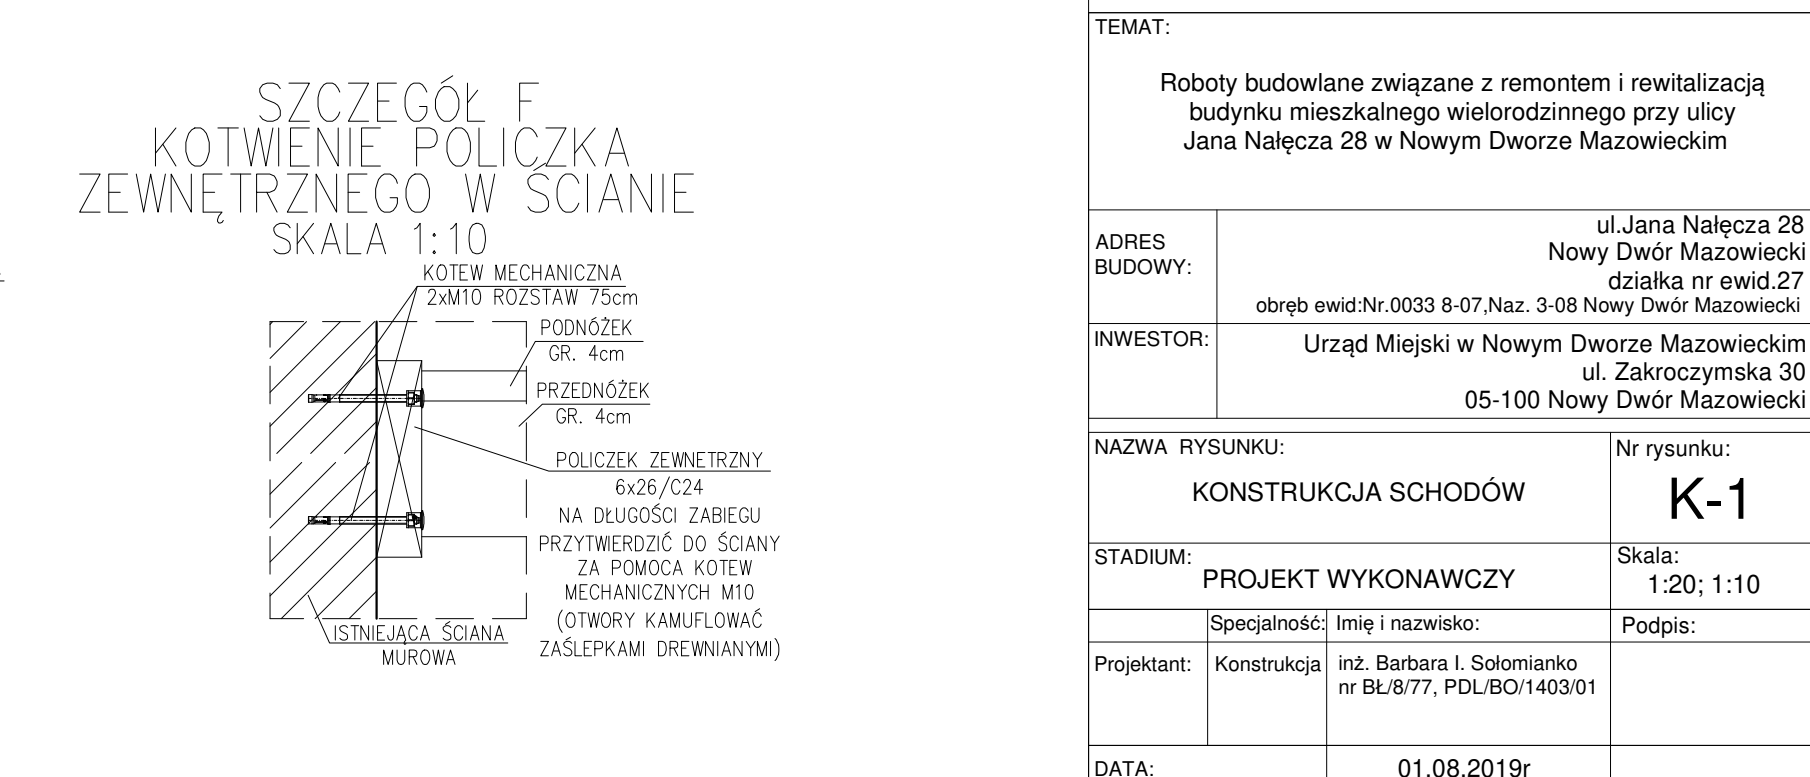 SZCZEGÓŁ F
KOTWIENIE POLICZKA
ZEWNĘTRZNEGO W ŚCIANIE
SKALA 1:10
KOTEW MECHANICZNA
2xM10 ROZSTAW 75cm
PODNÓŻEK
GR. 4cm
PRZEDNÓŻEK
GR. 4cm
POLICZEK ZEWNETRZNY
6x26/C24
NA DŁUGOŚCI ZABIEGU
PRZYTWIERDZIĆ DO ŚCIANY
ZA POMOCA KOTEW
MECHANICZNYCH M10
(OTWORY KAMUFLOWAĆ
ZAŚLEPKAMI DREWNIANYMI)
ISTNIEJĄCA ŚCIANA
MUROWA
TEMAT:
Roboty budowlane związane z remontem i rewitalizacją
budynku mieszkalnego wielorodzinnego przy ulicy
Jana Nałęcza 28 w Nowym Dworze Mazowieckim
ADRES
BUDOWY:
ul.Jana Nałęcza 28
Nowy Dwór Mazowiecki
działka nr ewid.27
obręb ewid:Nr.0033 8-07,Naz. 3-08 Nowy Dwór Mazowiecki
INWESTOR:
Urząd Miejski w Nowym Dworze Mazowieckim
ul. Zakroczymska 30
05-100 Nowy Dwór Mazowiecki
NAZWA RYSUNKU:
KONSTRUKCJA SCHODÓW
Nr rysunku:
K-1
STADIUM:
PROJEKT WYKONAWCZY
Skala:
1:20; 1:10
Specjalność: Imię i nazwisko: Podpis:
Projektant: Konstrukcja inż. Barbara I. Sołomianko
nr BŁ/8/77, PDL/BO/1403/01
DATA: 01.08.2019r